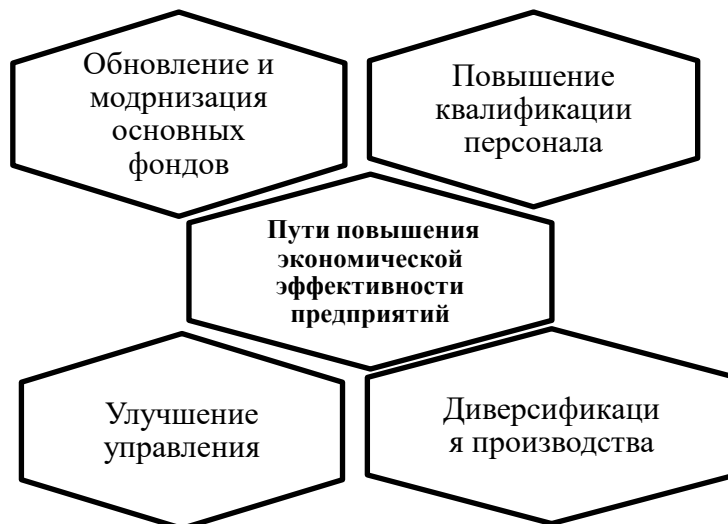 Обновление и
модрнизация
основных
фондов
Повышение
квалификации
персонала
Пути повышения
экономической
эффективности
предприятий
Улучшение
управления
Диверсификаци
я производства